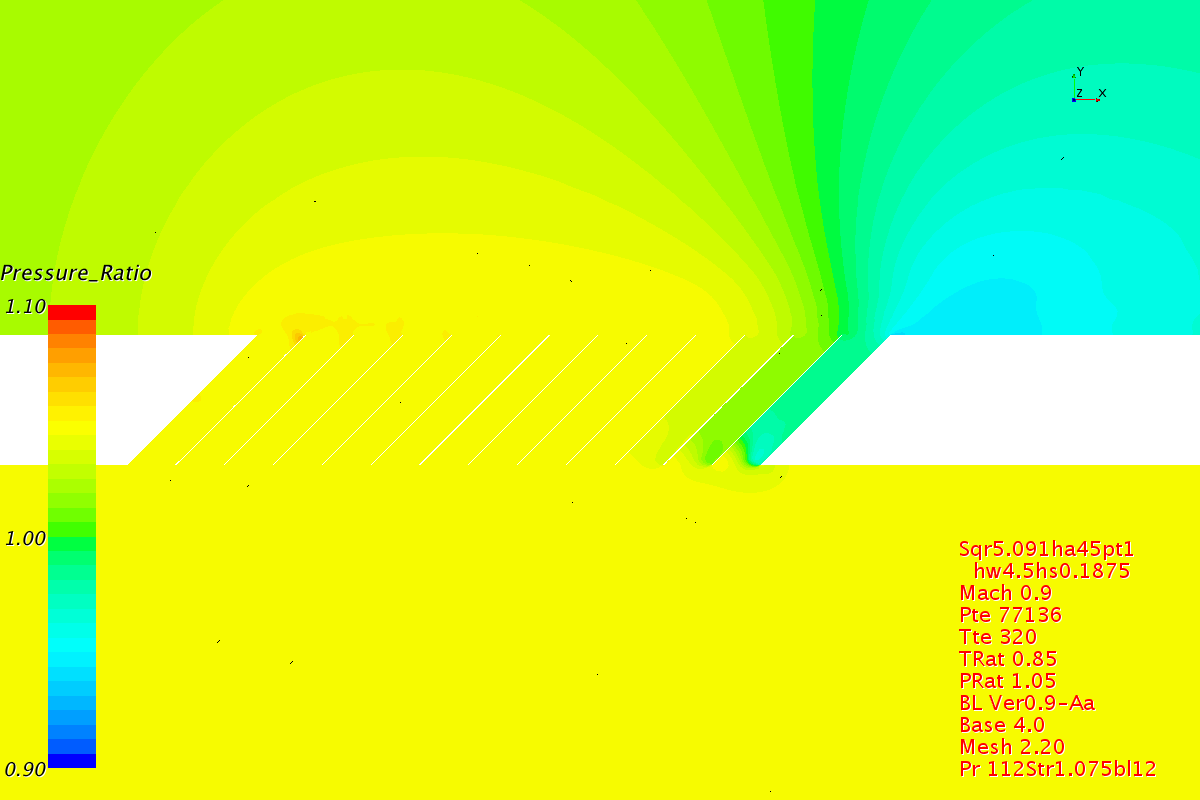 Y
Z X
Pressure_Ratio
1.10
1.00
0.90
Sqr5.091ha45pt1
hw4.5hs0.1875
Mach 0.9
Pte 77136
Tte 320
TRat 0.85
PRat 1.05
BL Ver0.9-Aa
Base 4.0
Mesh 2.20
Pr 112Str1.075bl12